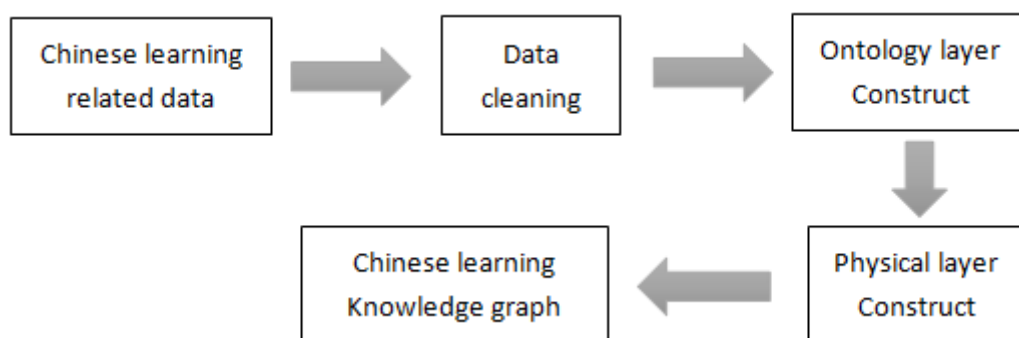 Chinese learning
related data
Data
cleaning
Ontology layer
Construct
Physical layer
Construct
Chinese learning
Knowledge graph